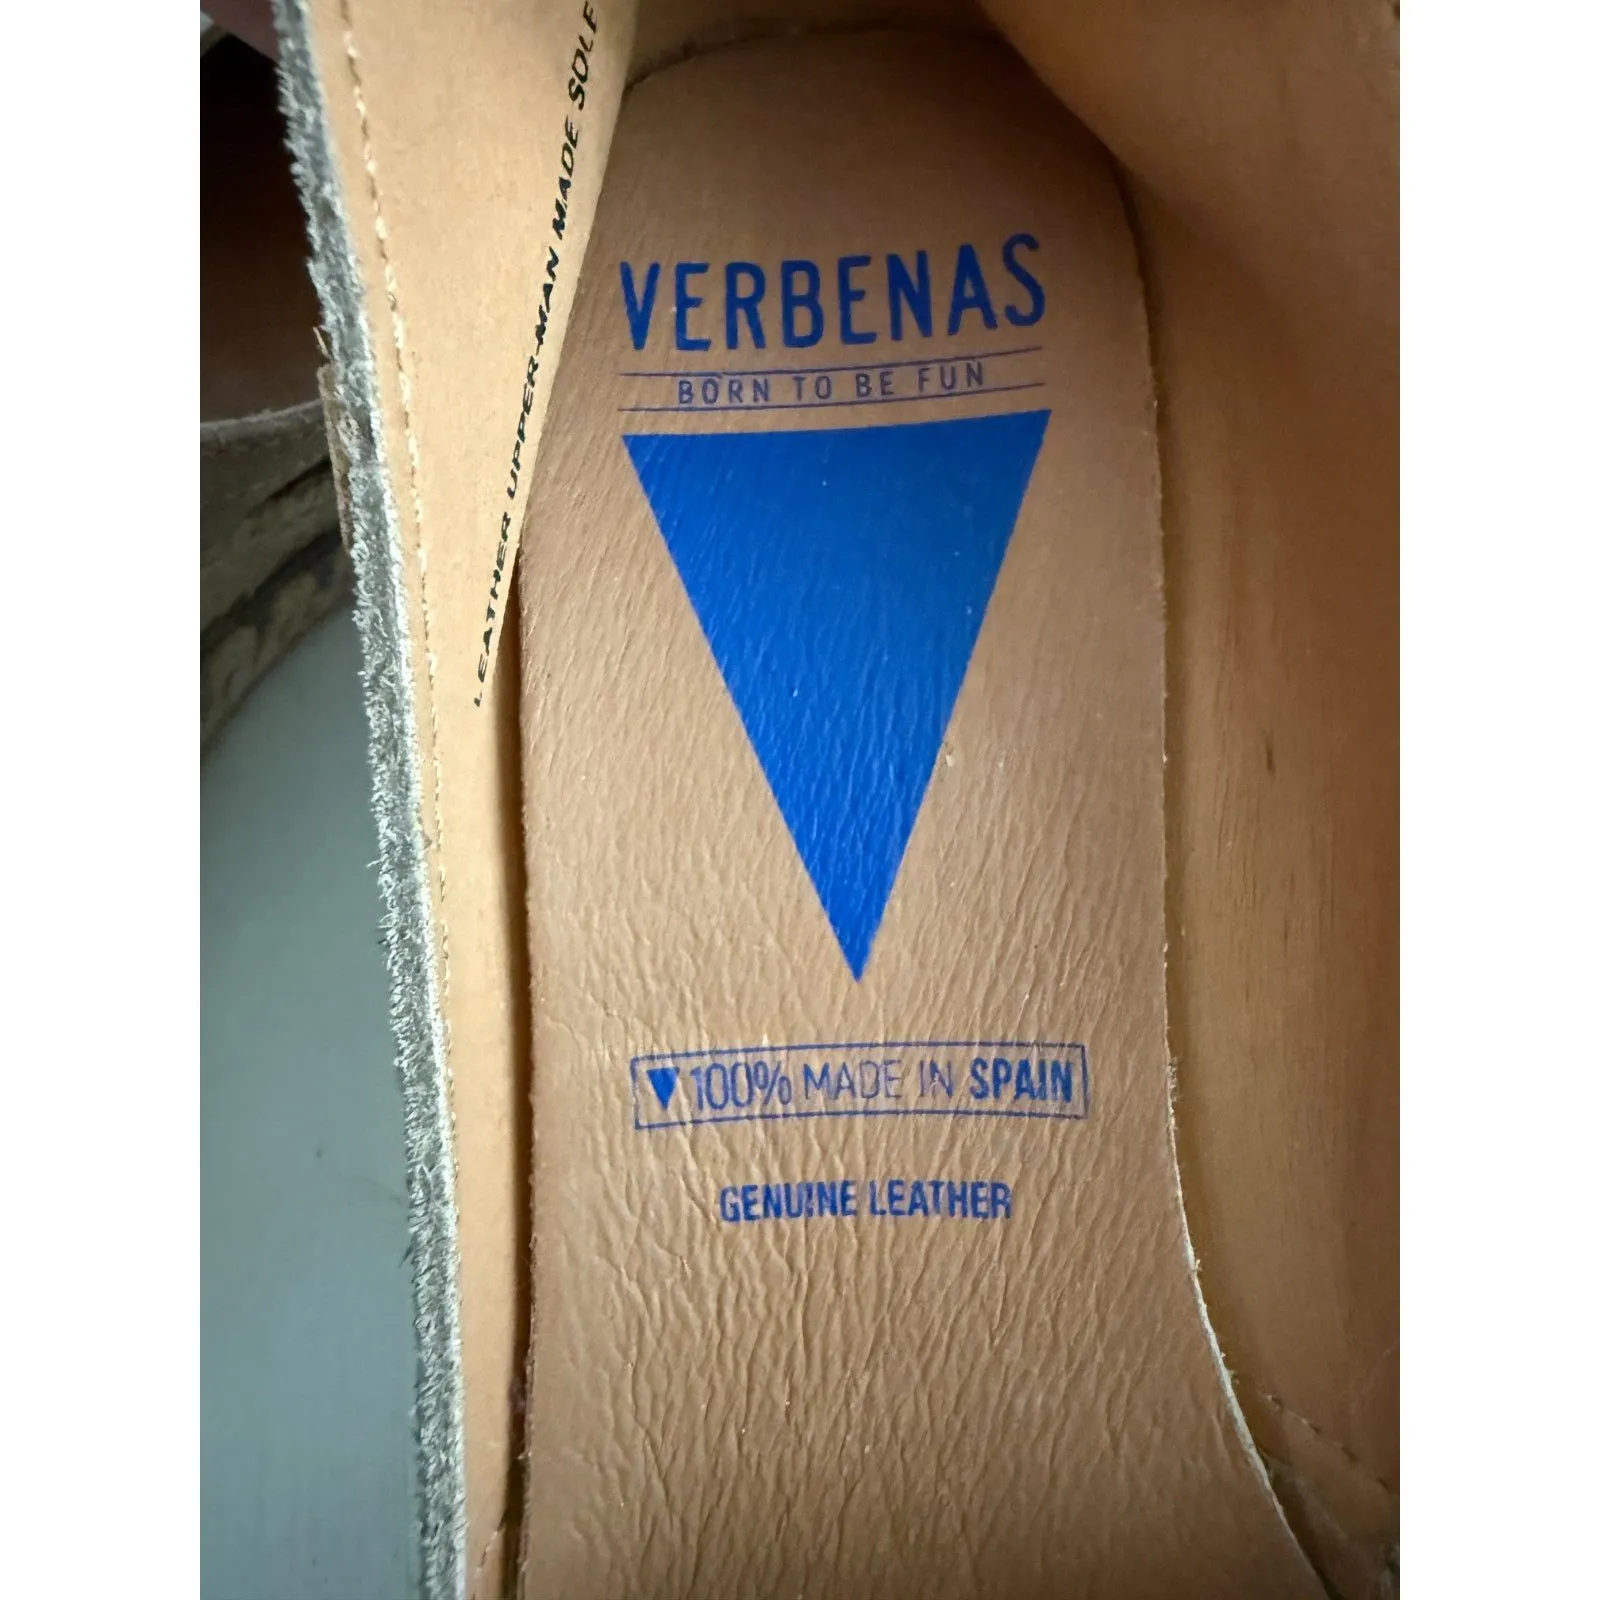 VERBENAS
BORN TO BE FUN
100% MADE IN SPAIN
GENUINE LEATHER
LEATHER UPPER-MAN MADE SOLE